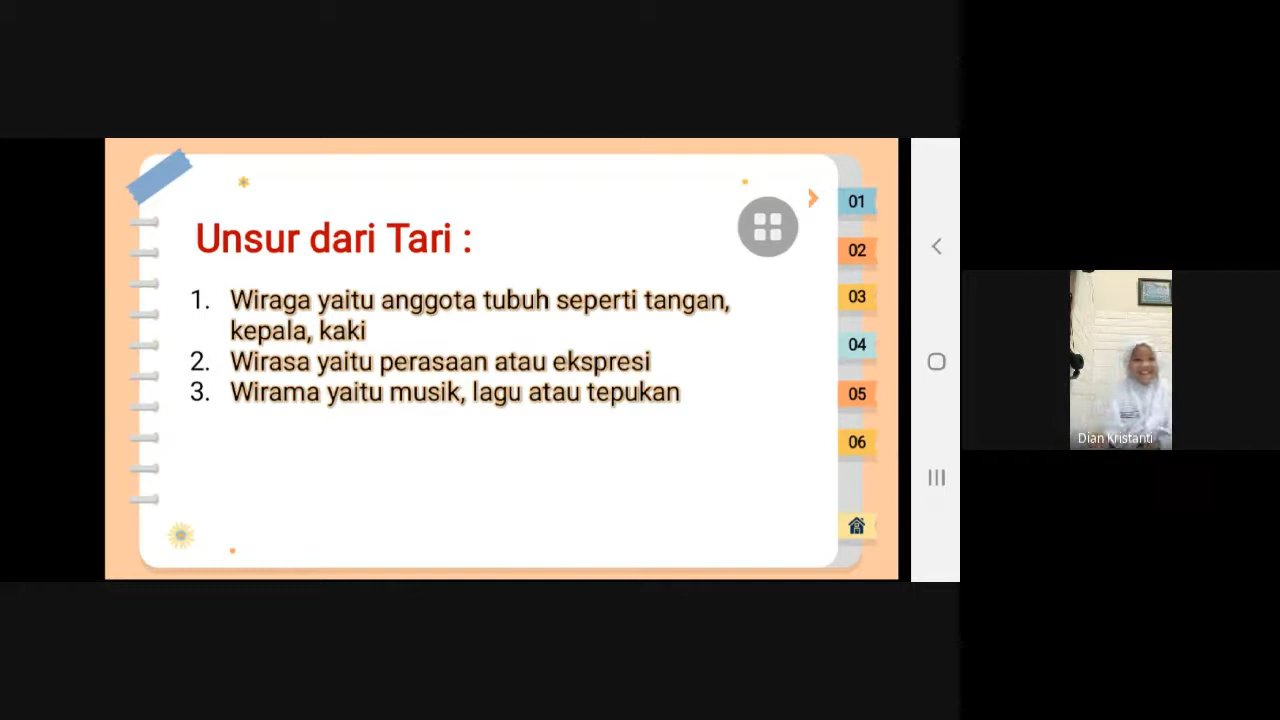 Unsur dari Tari :
1. Wiraga yaitu anggota tubuh seperti tangan,
kepala, kaki
2. Wirasa yaitu perasaan atau ekspresi
3. Wirama yaitu musik, lagu atau tepukan
01
02
03
04
05
06
Dian Kristanti